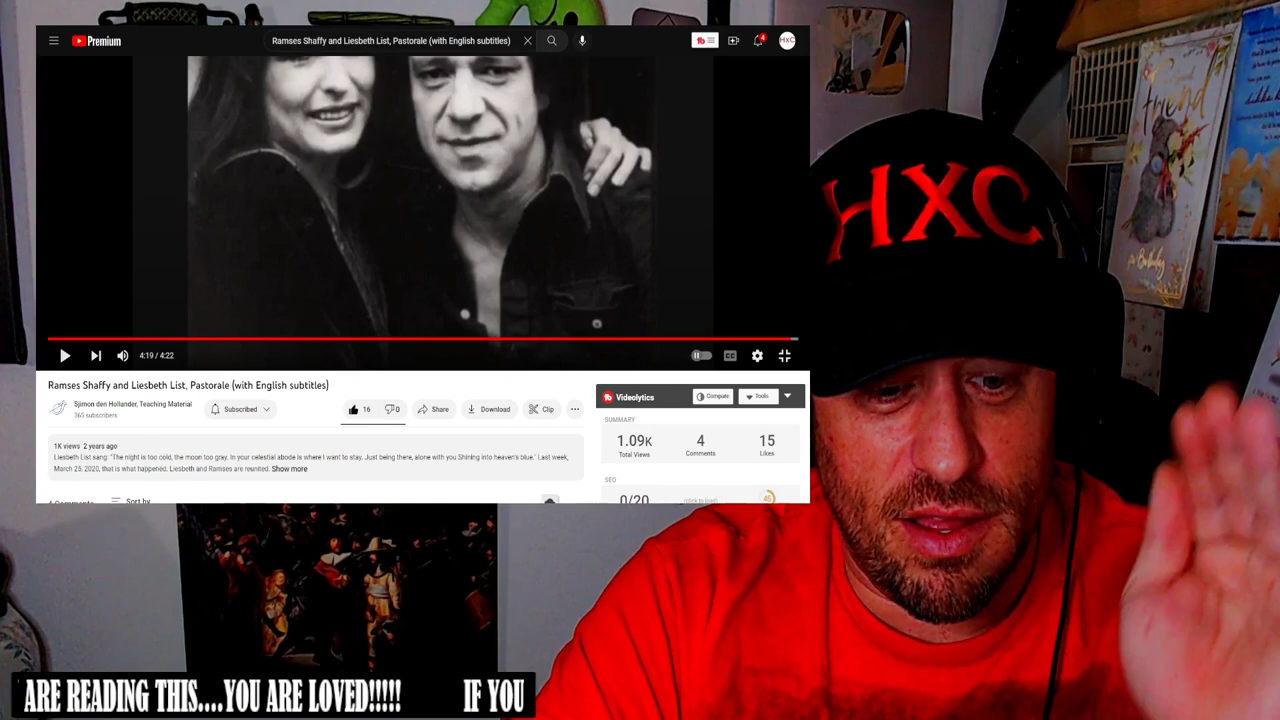 Premium
Ramses Shaffy and Liesbeth List, Pastorale (with English subtitles)
4
HXC
4:19 / 4:22
CC
Ramses Shaffy and Liesbeth List, Pastorale (with English subtitles)
Sjimon den Hollander, Teaching Material
365 subscribers
Subscribed
16
0
Share
Download
Clip
1K views 2 years ago
Liesbeth List sang: "The night is too cold, the moon too gray. In your celestial abode is where I want to stay. Just being there, alone with you Shining into heaven's blue.' Last week,
March 25, 2020, that is what happened. Liesbeth and Ramses are reunited. Show more
Sort by
Videolytics
Compare
Tools
SUMMARY
1.09K
4
15
Total Views
Comments
Likes
SEO
0/20
45
HXC
friend
Birthday
ARE READING THIS....YOU ARE LOVED!!!!! IF YOU